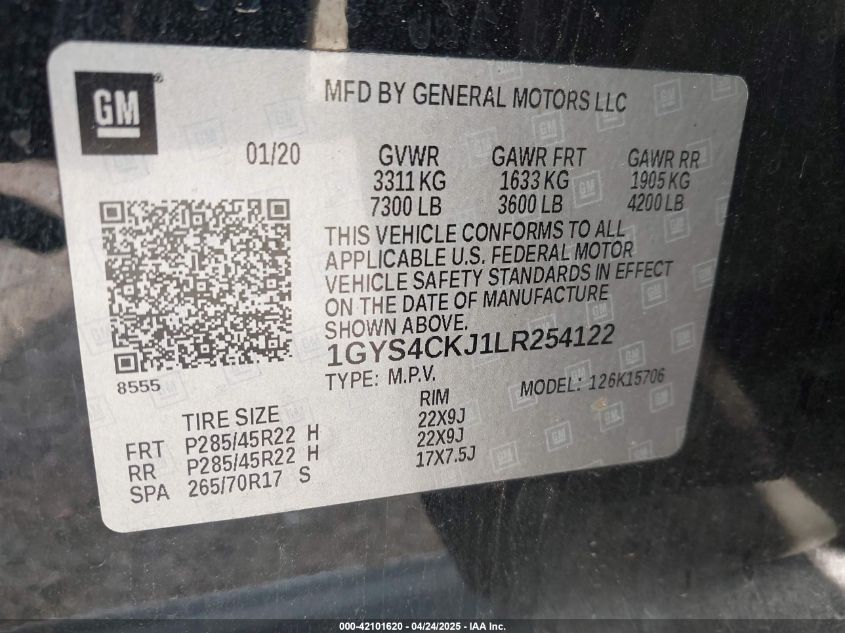 GM
MFD BY GENERAL MOTORS LLC
01/20 GVWR GAWR FRT GAWR RR
3311 KG 1633 KG 1905 KG
7300 LB 3600 LB 4200 LB
THIS VEHICLE CONFORMS TO ALL
APPLICABLE U.S. FEDERAL MOTOR
VEHICLE SAFETY STANDARDS IN EFFECT
ON THE DATE OF MANUFACTURE
SHOWN ABOVE.
1GYS4CKJ1LR254122
8555
TYPE: M.P.V. MODEL: 126K15706
TIRE SIZE RIM
FRT P285/45R22 H 22X9J
RR P285/45R22 H 22X9J
SPA 265/70R17 S 17X7.5J
000-42101620 - 04/24/2025 - IAA Inc.